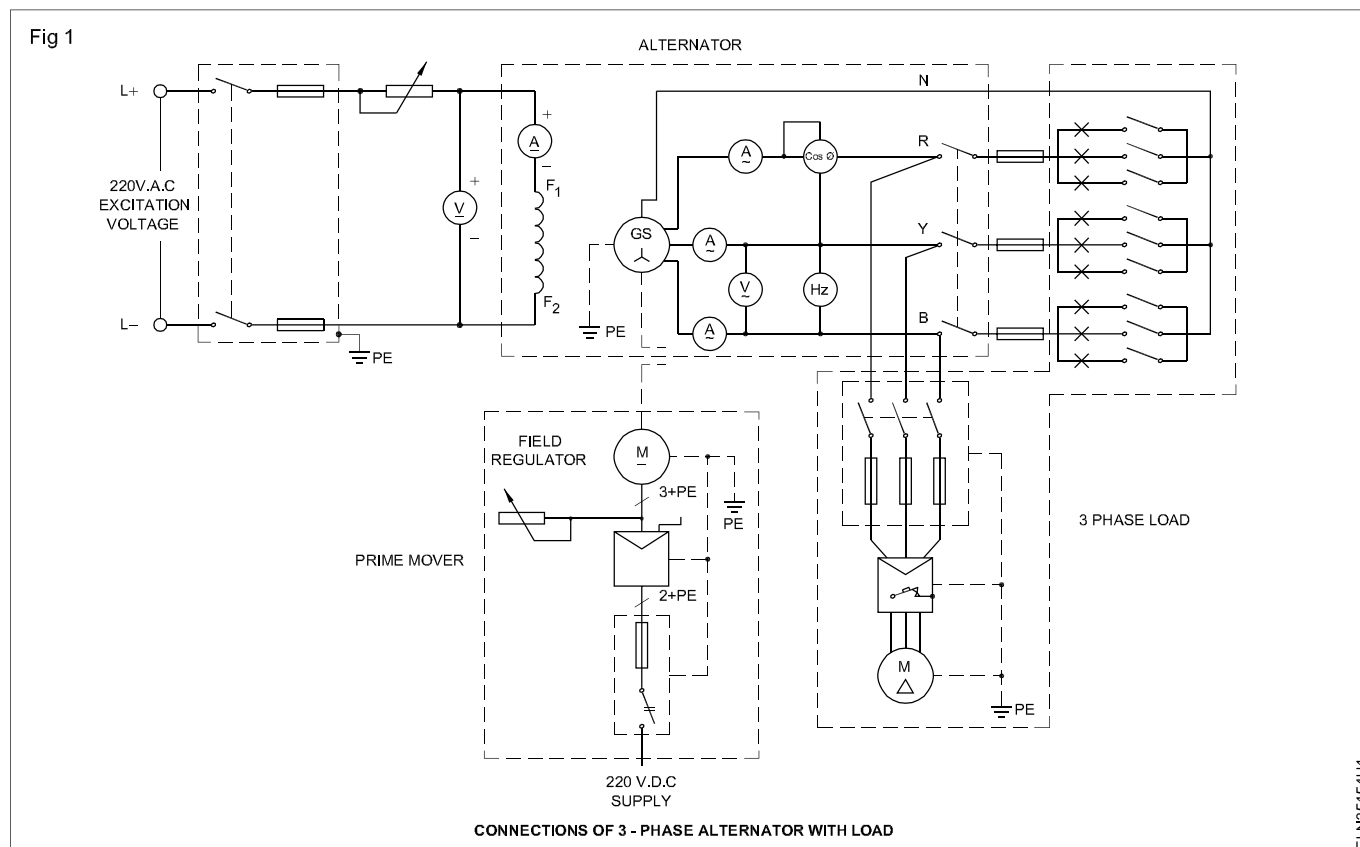 Fig 1
ALTERNATOR
L+
220V.A.C
EXCITATION
VOLTAGE
L−
PE
+
V
−
+
A
−
F1
F2
GS
PE
N
A
~
Cos Ø
R
A
~
Y
V
~
Hz
A
~
B
FIELD
REGULATOR
M
3+PE
PE
PRIME MOVER
2+PE
220 V.D.C
SUPPLY
3 PHASE LOAD
M
PE
CONNECTIONS OF 3 - PHASE ALTERNATOR WITH LOAD